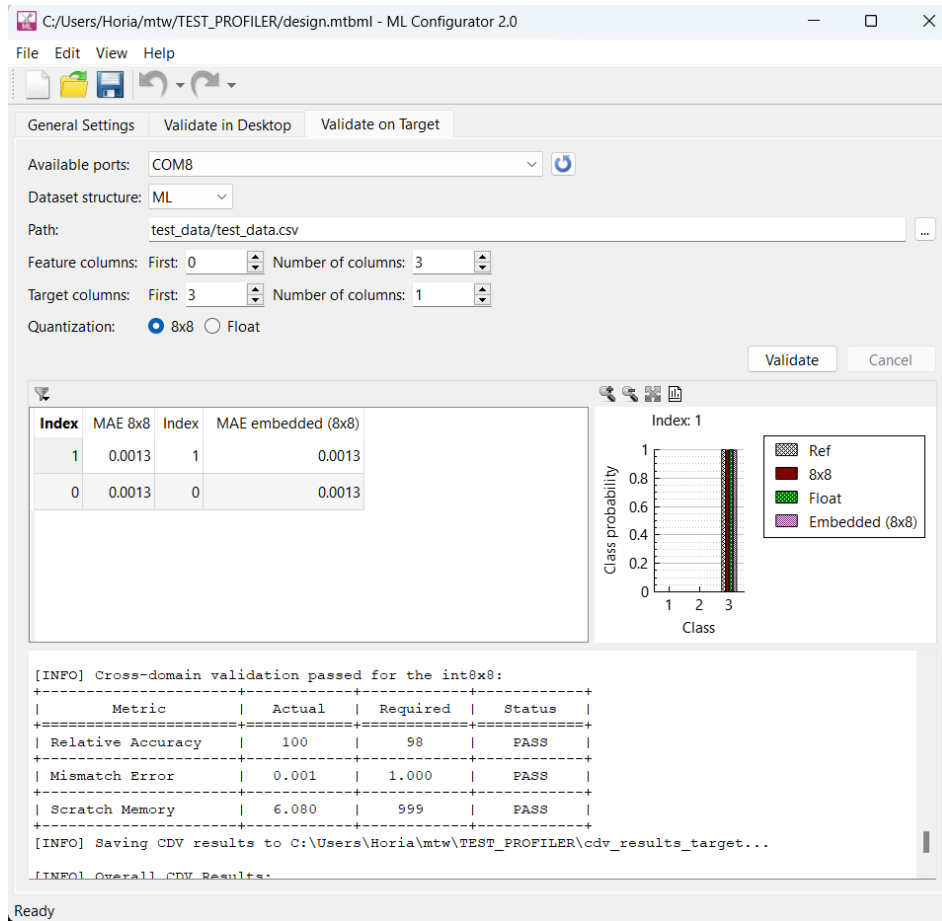 C:/Users/Horia/mtw/TEST_PROFILER/design.mtbml - ML Configurator 2.0
File Edit View Help
General Settings Validate in Desktop Validate on Target
Available ports: COM8
Dataset structure: ML
Path: test_data/test_data.csv ...
Feature columns: First: 0 Number of columns: 3
Target columns: First: 3 Number of columns: 1
Quantization: 8x8 Float
Validate Cancel
Index MAE 8x8 Index MAE embedded (8x8)
1 0.0013 1 0.0013
0 0.0013 0 0.0013
Index: 1
Class probability
1
0.8
0.6
0.4
0.2
0
1 2 3
Class
Ref
8x8
Float
Embedded (8x8)
[INFO] Cross-domain validation passed for the int8x8:
+----------------------+------------+------------+------------+
| Metric | Actual | Required | Status |
+======================+============+============+============+
| Relative Accuracy | 100 | 98 | PASS |
+----------------------+------------+------------+------------+
| Mismatch Error | 0.001 | 1.000 | PASS |
+----------------------+------------+------------+------------+
| Scratch Memory | 6.080 | 999 | PASS |
+----------------------+------------+------------+------------+
[INFO] Saving CDV results to C:\Users\Horia\mtw\TEST_PROFILER\cdv_results_target...
[INFO] Overall CDV Results:
Ready